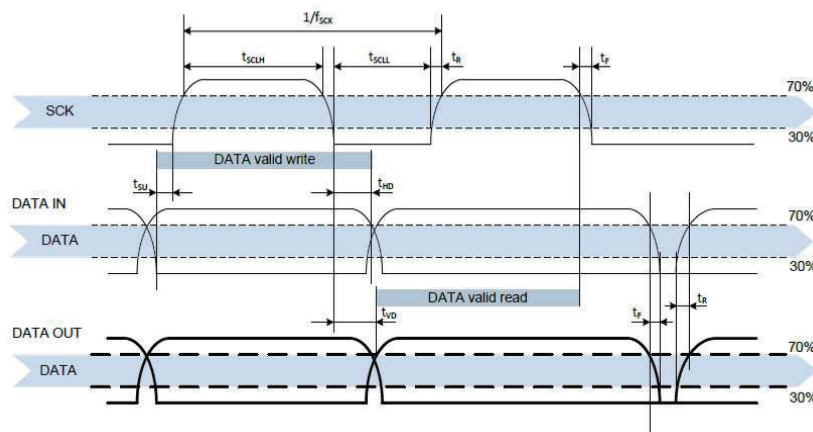 1/fSCK
tSCLH tSCLL tR tF
70%
SCK
30%
DATA valid write
tSU tHD
DATA IN
70%
DATA
30%
DATA valid read
tVD tF tR
DATA OUT
70%
DATA
30%